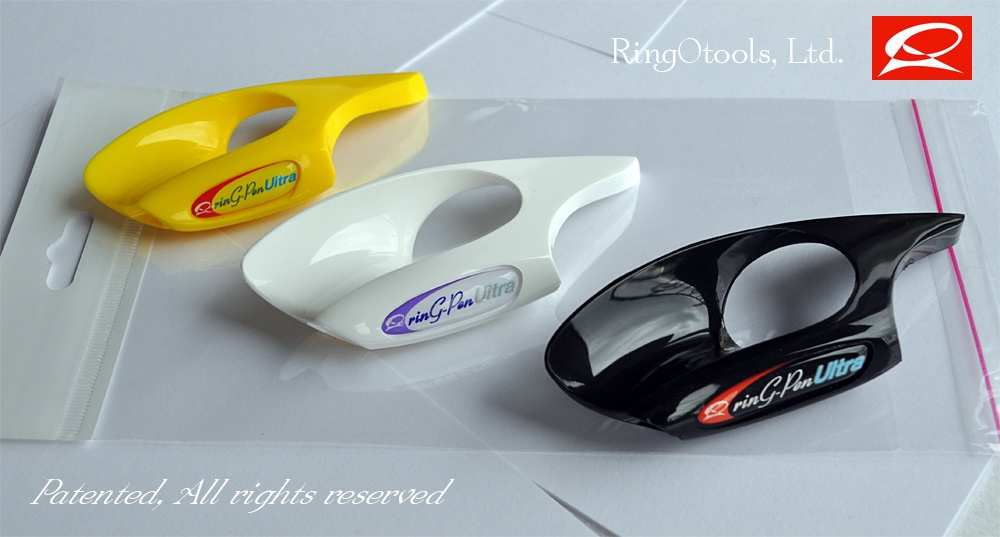 RingOtools, Ltd.
rinG-Pen Ultra
rinG-Pen Ultra
rinG-Pen Ultra
Patented, All rights reserved